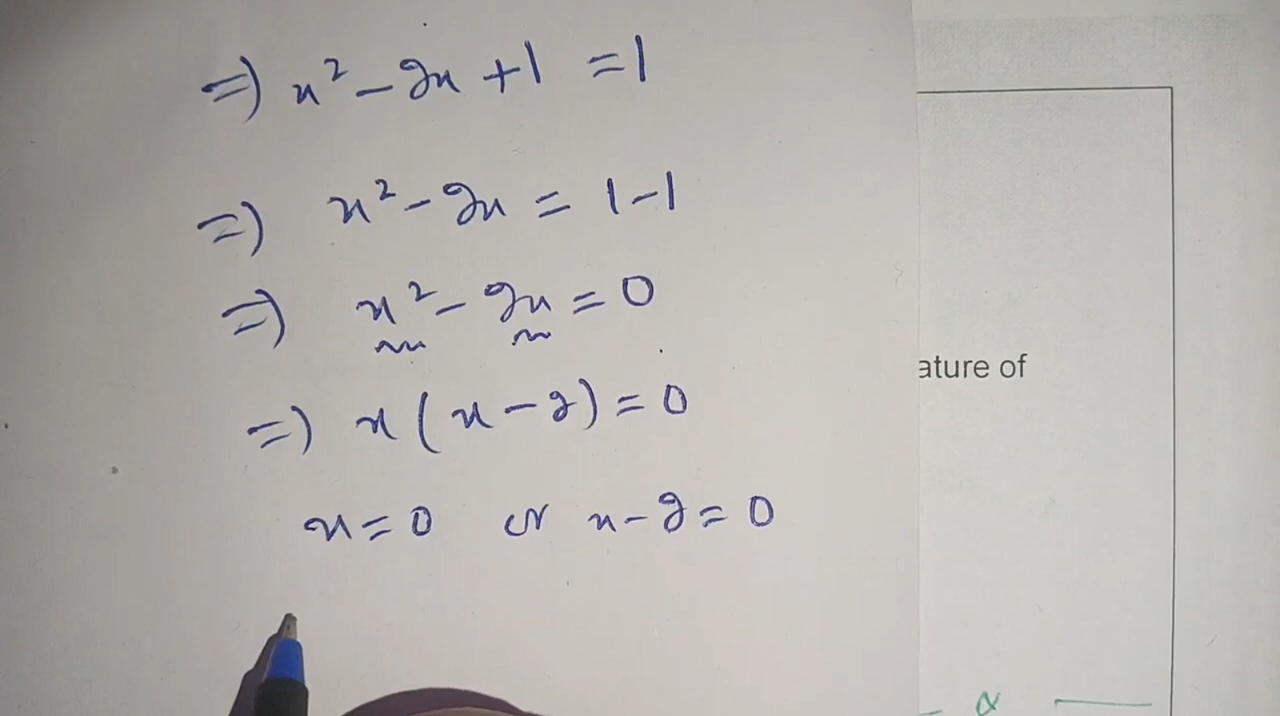 ⇒) x² - 2x + 1 = 1
⇒) x² - 2x = 1 - 1
⇒) x² - 2x = 0
⇒) x (x - 2) = 0
x = 0 or x - 2 = 0
ature of
α